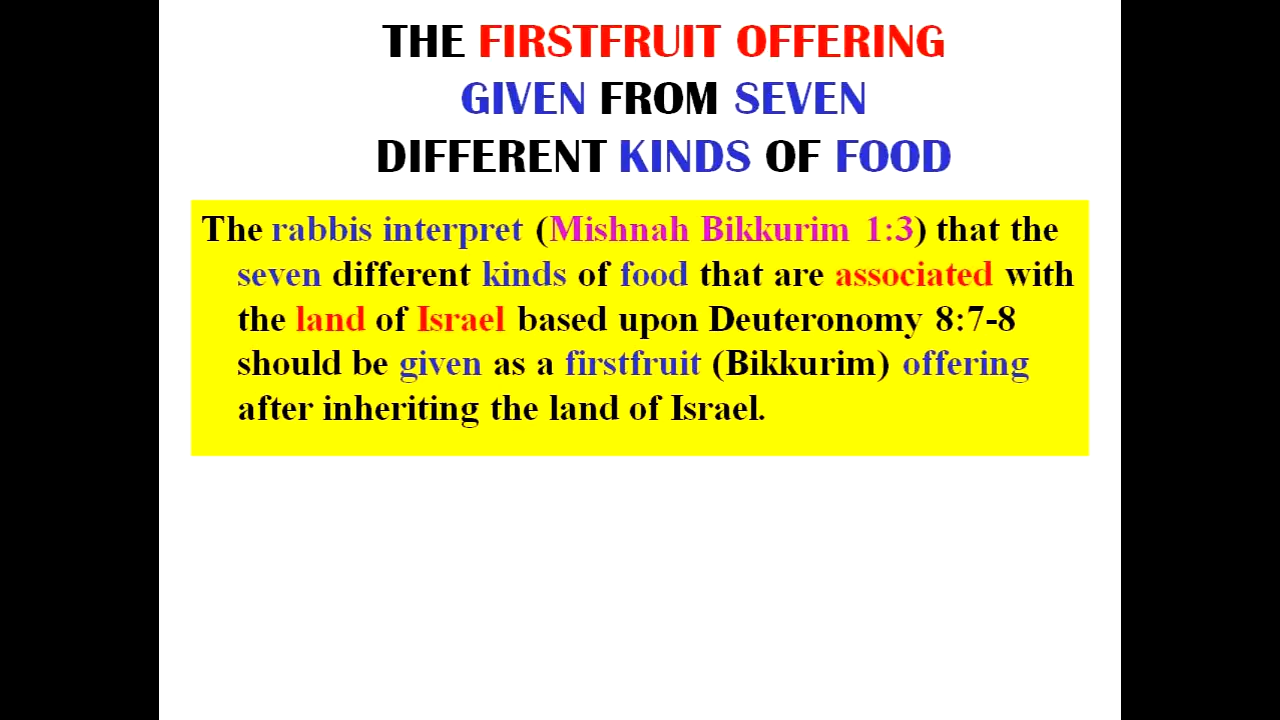 THE FIRSTFRUIT OFFERING
GIVEN FROM SEVEN
DIFFERENT KINDS OF FOOD
The rabbis interpret (Mishnah Bikkurim 1:3) that the
seven different kinds of food that are associated with
the land of Israel based upon Deuteronomy 8:7-8
should be given as a firstfruit (Bikkurim) offering
after inheriting the land of Israel.